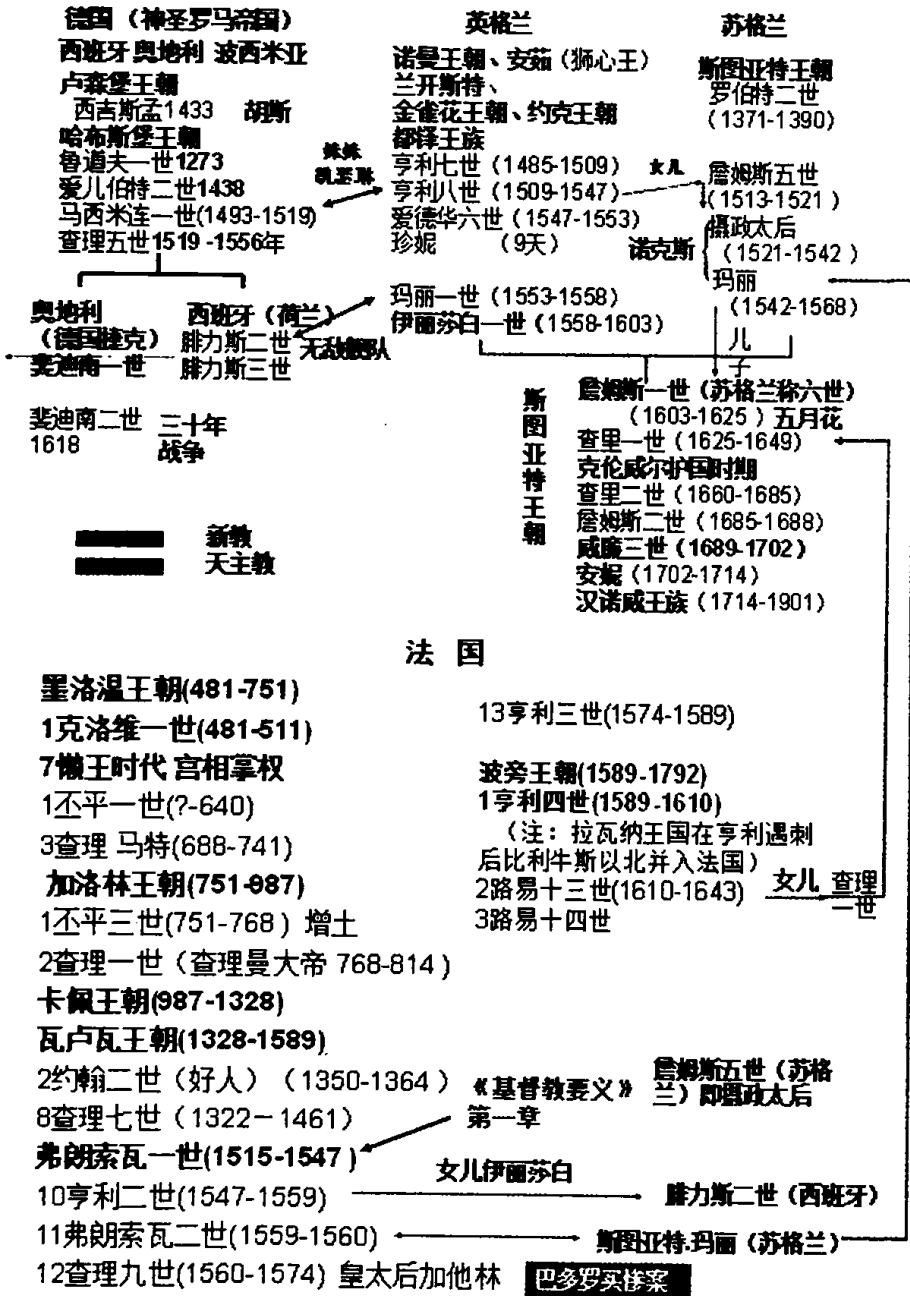 德国（神圣罗马帝国）
西班牙 奥地利 波西米亚
卢森堡王朝
西吉斯孟1433 胡斯
哈布斯堡王朝
鲁道夫一世1273
爱儿伯特二世1438
马西米连一世(1493-1519)
查理五世1519 -1556年
妹妹
凯瑟琳
奥地利
（德国捷克）
斐迪南一世
西班牙（荷兰）
腓力斯二世
腓力斯三世
无敌舰队
斐迪南二世
1618
三十年
战争
新教
天主教
英格兰
诺曼王朝、安茹（狮心王）
兰开斯特、
金雀花王朝、约克王朝
都铎王族
亨利七世（1485-1509）
亨利八世（1509-1547）
爱德华六世（1547-1553）
珍妮 （9天）
玛丽一世（1553-1558）
伊丽莎白一世（1558-1603）
女儿
苏格兰
斯图亚特王朝
罗伯特二世
（1371-1390）
詹姆斯五世
（1513-1521）
摄政太后
（1521-1542）
诺克斯
玛丽
（1542-1568）
儿
子
斯图亚特王朝
詹姆斯一世（苏格兰称六世）
（1603-1625）五月花
查里一世（1625-1649）
克伦威尔护国时期
查里二世（1660-1685）
詹姆斯二世（1685-1688）
威廉三世（1689-1702）
安妮（1702-1714）
汉诺威王族（1714-1901）
法 国
墨洛温王朝(481-751)
1克洛维一世(481-511)
7懒王时代 宫相掌权
1丕平一世(?-640)
3查理 马特(688-741)
加洛林王朝(751-987)
1丕平三世(751-768) 增土
2查理一世（查理曼大帝 768-814）
卡佩王朝(987-1328)
瓦卢瓦王朝(1328-1589)
2约翰二世（好人）（1350-1364）
8查理七世（1322－1461）
弗朗索瓦一世(1515-1547)
10亨利二世(1547-1559)
11弗朗索瓦二世(1559-1560)
12查理九世(1560-1574) 皇太后加他林
巴多罗买惨案
13亨利三世(1574-1589)
波旁王朝(1589-1792)
1亨利四世(1589-1610)
（注：拉瓦纳王国在亨利遇刺
后比利牛斯以北并入法国）
2路易十三世(1610-1643)
3路易十四世
女儿
查理
一世
《基督教要义》
第一章
詹姆斯五世（苏格
兰）即摄政太后
女儿伊丽莎白
腓力斯二世（西班牙）
斯图亚特.玛丽（苏格兰）